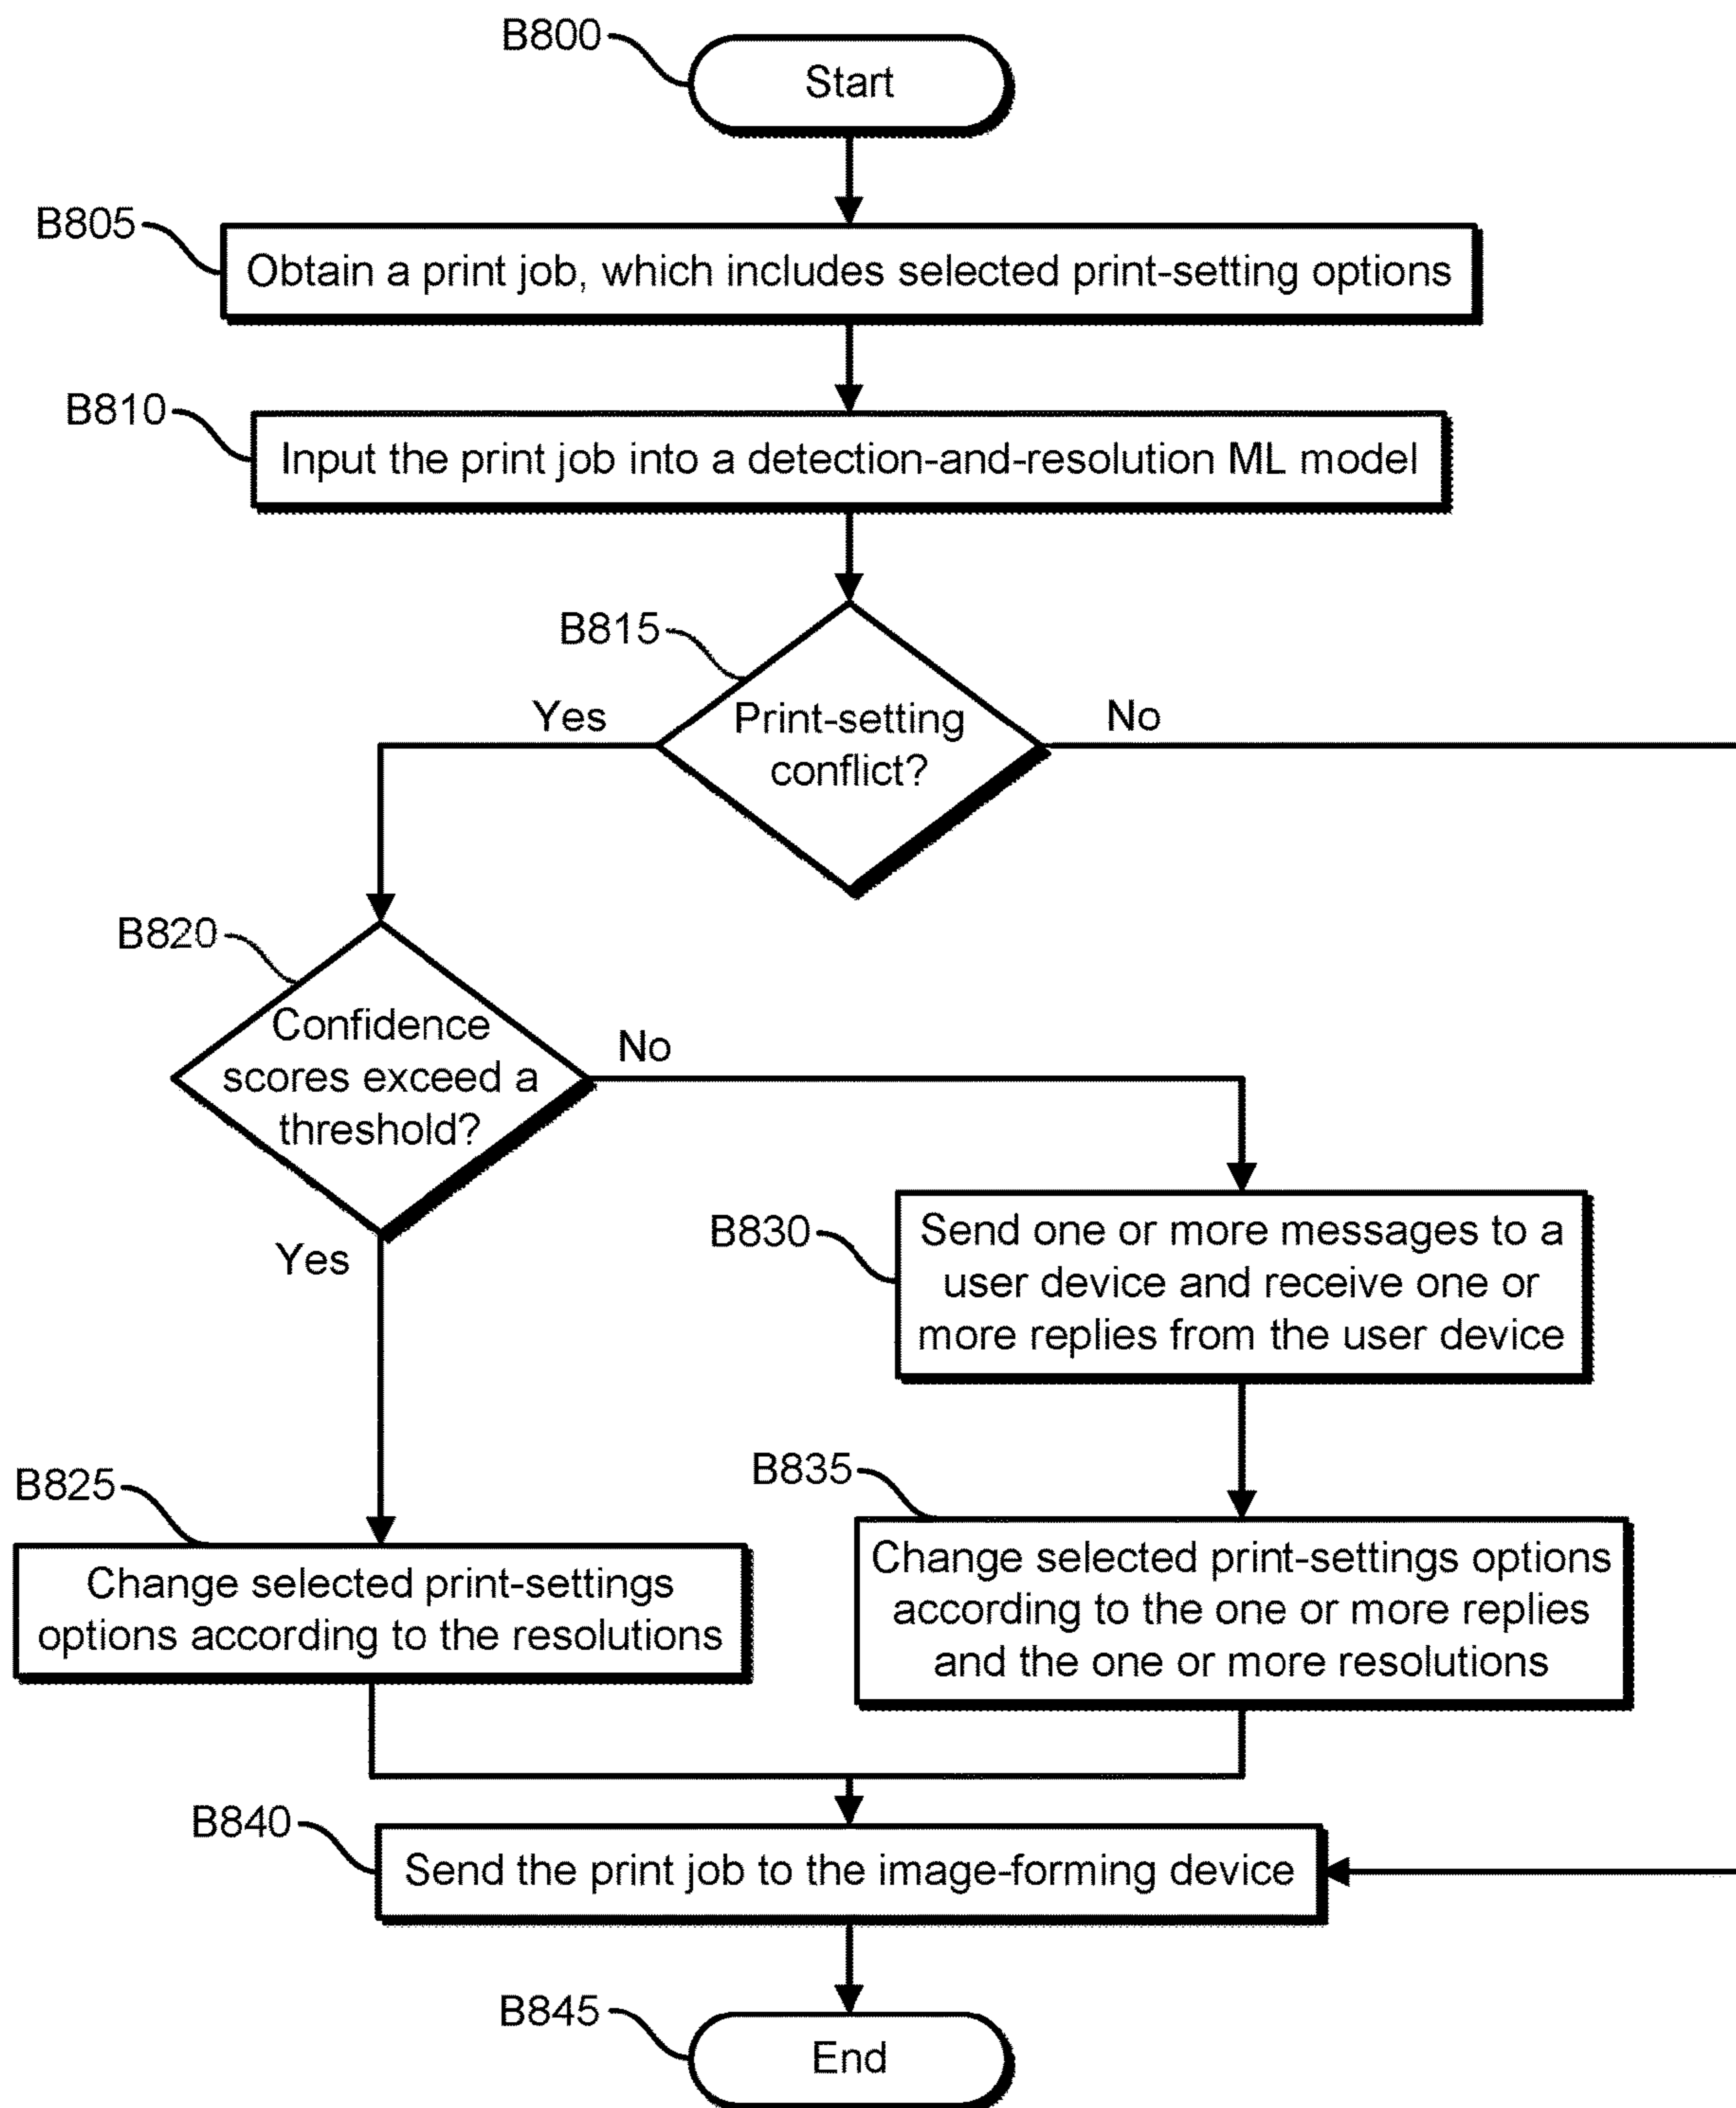 B800
Start
B805
Obtain a print job, which includes selected print-setting options
B810
Input the print job into a detection-and-resolution ML model
B815
Print-setting
conflict?
Yes
No
B820
Confidence
scores exceed a
threshold?
No
Yes
B830
Send one or more messages to a
user device and receive one or
more replies from the user device
B825
Change selected print-settings
options according to the resolutions
B835
Change selected print-settings options
according to the one or more replies
and the one or more resolutions
B840
Send the print job to the image-forming device
B845
End